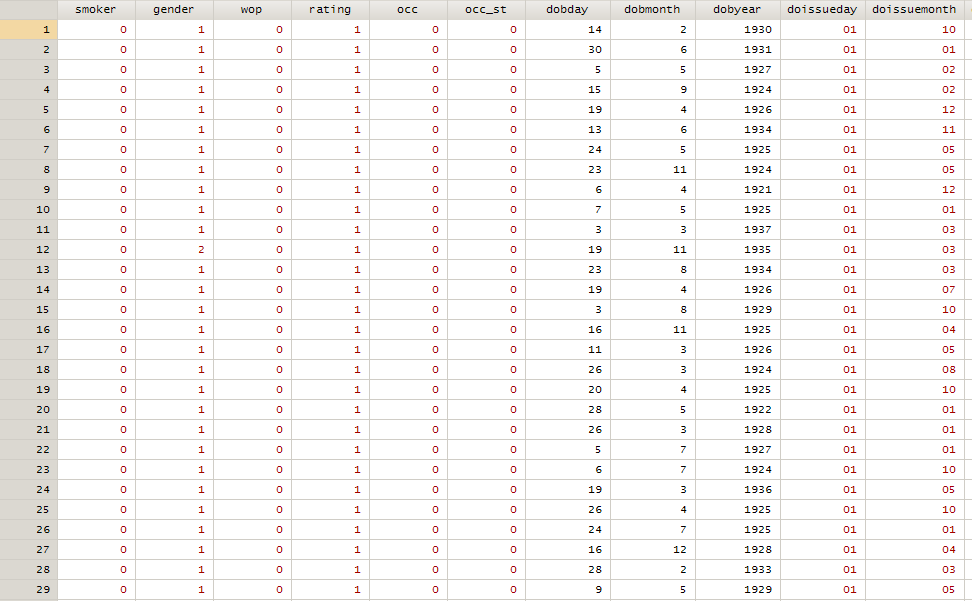 smoker gender wop rating occ occ_st dobday dobmonth dobyear doissueday doissuemonth
1 0 1 0 1 0 0 14 2 1930 01 10
2 0 1 0 1 0 0 30 6 1931 01 01
3 0 1 0 1 0 0 5 5 1927 01 02
4 0 1 0 1 0 0 15 9 1924 01 02
5 0 1 0 1 0 0 19 4 1926 01 12
6 0 1 0 1 0 0 13 6 1934 01 11
7 0 1 0 1 0 0 24 5 1925 01 05
8 0 1 0 1 0 0 23 11 1924 01 05
9 0 1 0 1 0 0 6 4 1921 01 12
10 0 1 0 1 0 0 7 5 1925 01 01
11 0 1 0 1 0 0 3 3 1937 01 03
12 0 2 0 1 0 0 19 11 1935 01 03
13 0 1 0 1 0 0 23 8 1934 01 03
14 0 1 0 1 0 0 19 4 1926 01 07
15 0 1 0 1 0 0 3 8 1929 01 10
16 0 1 0 1 0 0 16 11 1925 01 04
17 0 1 0 1 0 0 11 3 1926 01 05
18 0 1 0 1 0 0 26 3 1924 01 08
19 0 1 0 1 0 0 20 4 1925 01 10
20 0 1 0 1 0 0 28 5 1922 01 01
21 0 1 0 1 0 0 26 3 1928 01 01
22 0 1 0 1 0 0 5 7 1927 01 01
23 0 1 0 1 0 0 6 7 1924 01 10
24 0 1 0 1 0 0 19 3 1936 01 05
25 0 1 0 1 0 0 26 4 1925 01 10
26 0 1 0 1 0 0 24 7 1925 01 01
27 0 1 0 1 0 0 16 12 1928 01 04
28 0 1 0 1 0 0 28 2 1933 01 03
29 0 1 0 1 0 0 9 5 1929 01 05